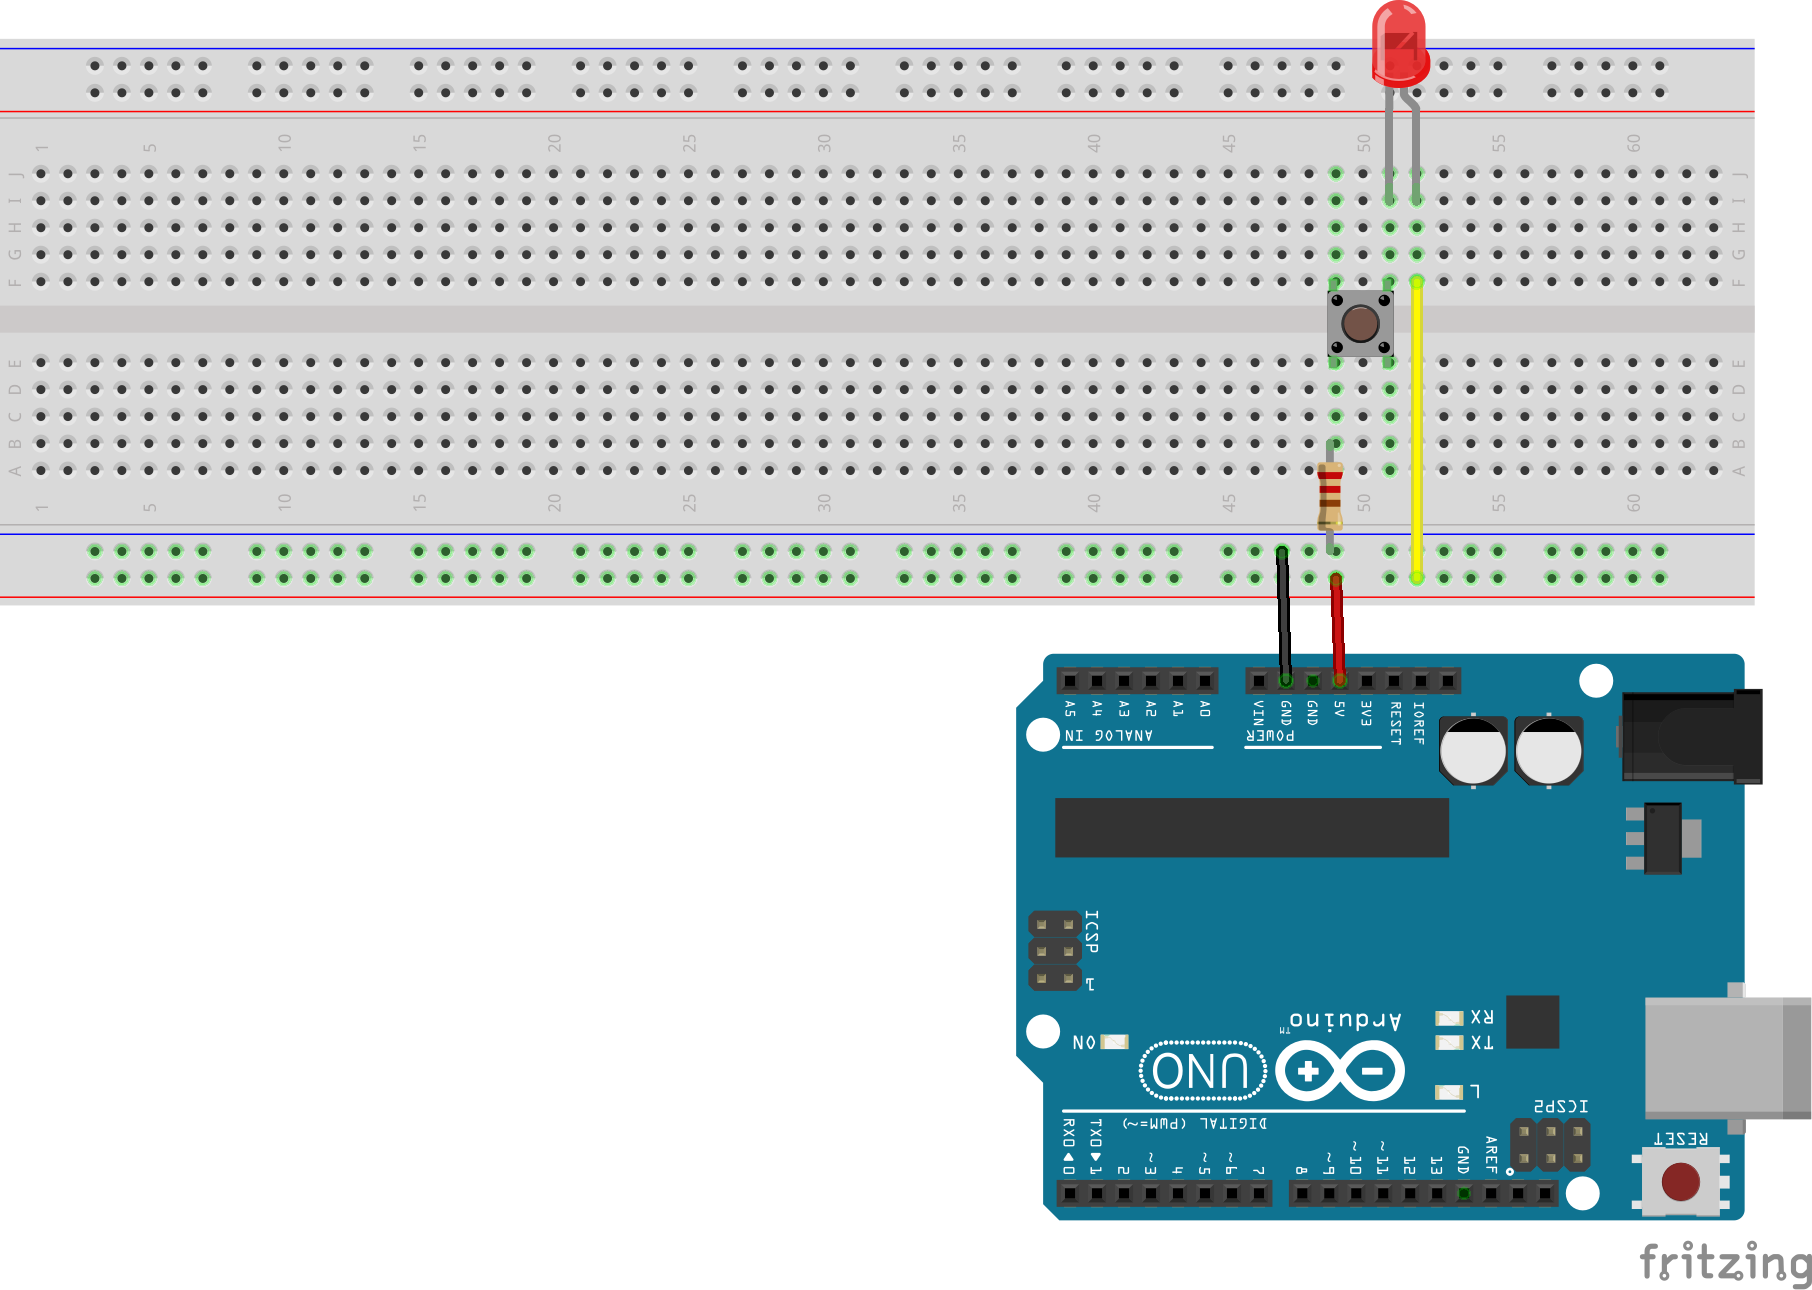 1 5 10 15 20 25 30 35 40 45 50 55 60
J J
I I
H H
G G
F F
E E
D D
C C
B B
A A
1 5 10 15 20 25 30 35 40 45 50 55 60
A5 A4 A3 A2 A1 A0 VIN GND GND 5V 3V3 RESET IOREF
ANALOG IN POWER
ICSP
1
Arduino™
RX
TX
ON
UNO
L
ICSP2
DIGITAL (PWM=~)
RESET
RX0 0 TX0 1 2 ~3 4 ~5 ~6 7 8 ~9 ~10 ~11 12 13 GND AREF
fritzing